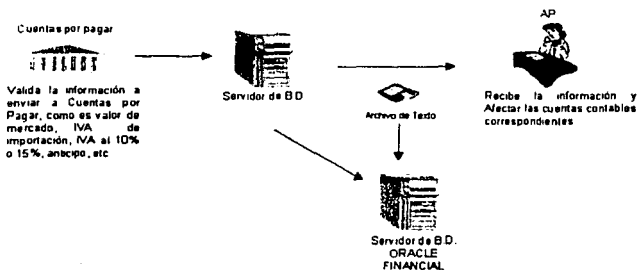 Cuentas por pagar
Valida la información a
enviar a Cuentas por
Pagar, como es valor de
mercado, IVA de
importación, IVA al 10%
o 15%, anticipo, etc
Servidor de B.D
Archivo de Texto
AP
Recibe la información y
Afectar las cuentas contables
correspondientes
Servidor de B.D.
ORACLE
FINANCIAL